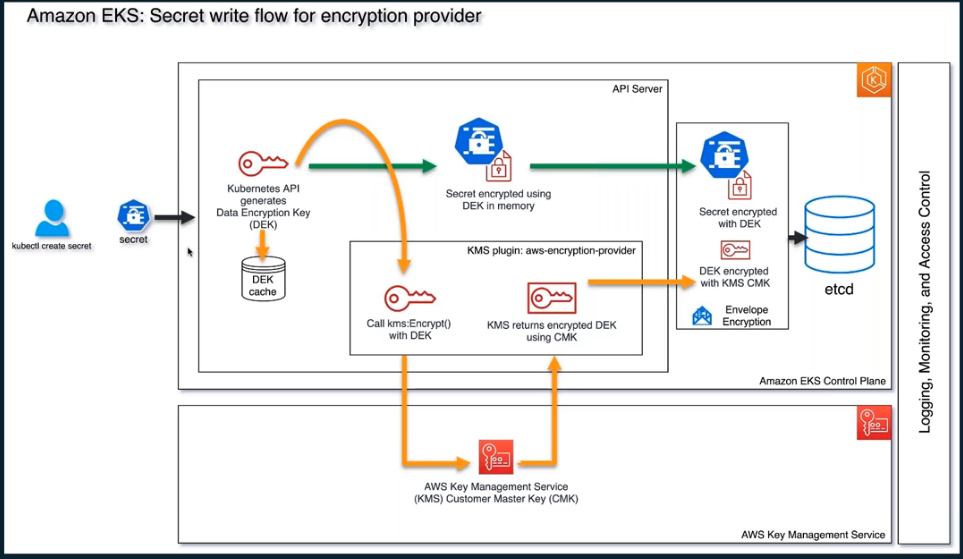 Amazon EKS: Secret write flow for encryption provider
API Server
Kubernetes API
generates
Data Encryption Key
(DEK)
Secret encrypted using
DEK in memory
Secret encrypted
with DEK
kubectl create secret
secret
DEK
cache
KMS plugin: aws-encryption-provider
Call kms:Encrypt()
with DEK
KMS returns encrypted DEK
using CMK
DEK encrypted
with KMS CMK
Envelope
Encryption
etcd
Amazon EKS Control Plane
AWS Key Management Service
(KMS) Customer Master Key (CMK)
AWS Key Management Service
Logging, Monitoring, and Access Control